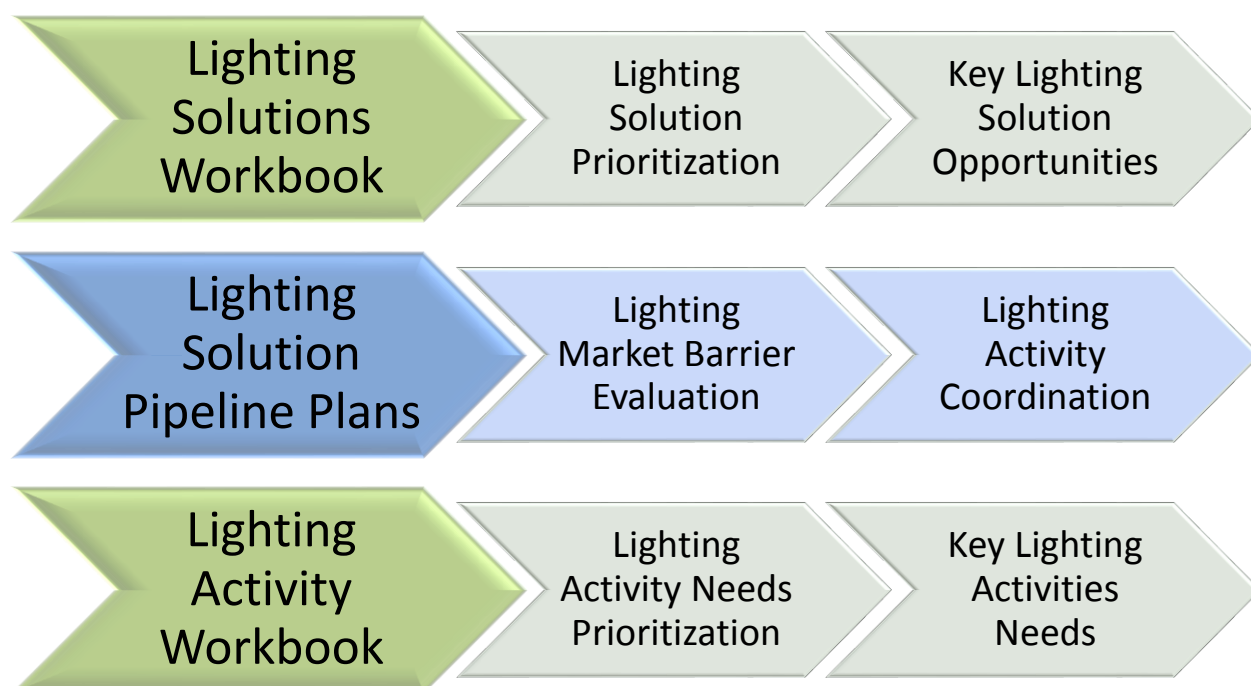 Lighting
Solutions
Workbook
Lighting
Solution
Prioritization
Key Lighting
Solution
Opportunities
Lighting
Solution
Pipeline Plans
Lighting
Market Barrier
Evaluation
Lighting
Activity
Coordination
Lighting
Activity
Workbook
Lighting
Activity Needs
Prioritization
Key Lighting
Activities
Needs